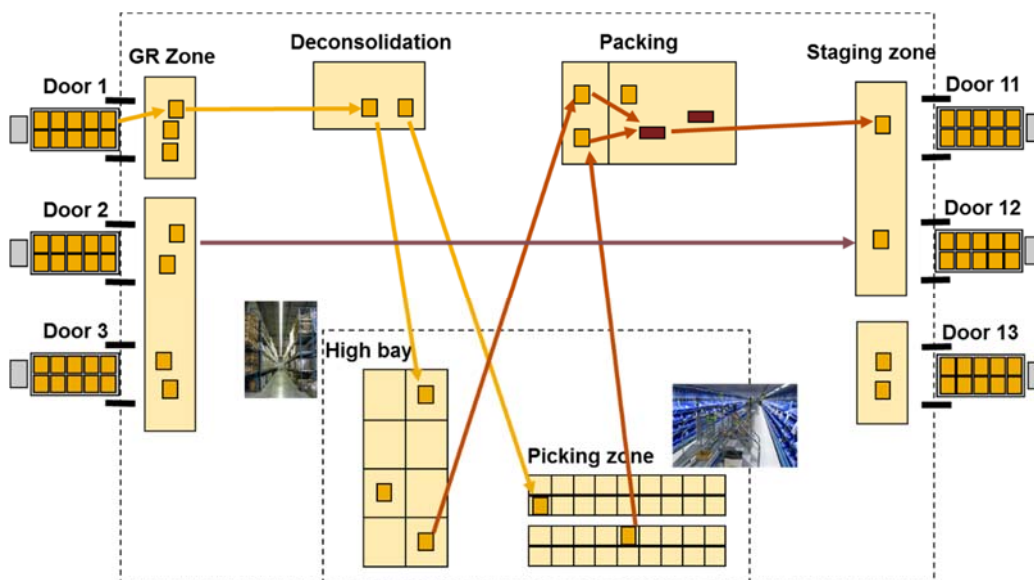 Deconsolidation
Packing
GR Zone
Staging zone
Door 1
Door 11
Door 2
Door 12
Door 3
Door 13
High bay
Picking zone